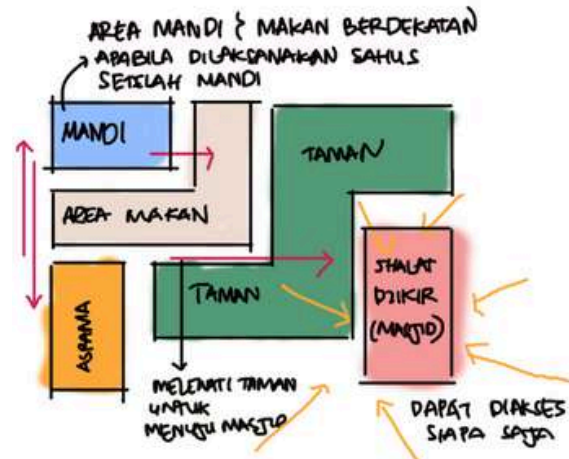 AREA MANDI & MAKAN BERDEKATAN
APABILA DILAKSANAKAN SAHUS
SETELAH MANDI
MANDI
TAMAN
AREA MAKAN
TAMAN
SHALAT
DZIKIR
(MASJID)
ASRAMA
MELEWATI TAMAN
UNTUK
MENUJU MASJID
DAPAT DIAKSES
SIAPA SAJA